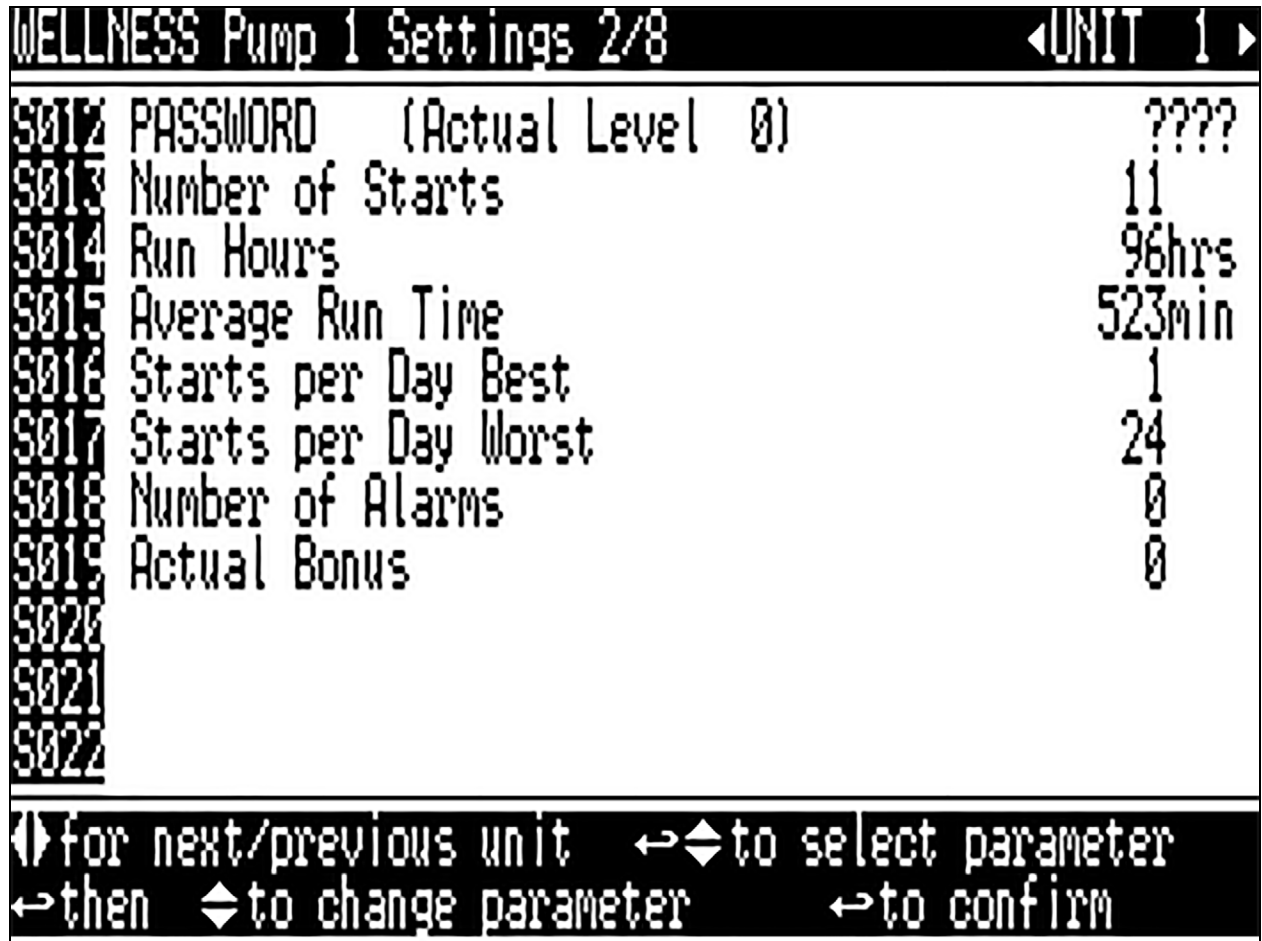 WELLNESS Pump 1 Settings 2/8 ◀UNIT 1 ▶
S012 PASSWORD (Actual Level 0) ????
S013 Number of Starts 11
S014 Run Hours 96hrs
S015 Average Run Time 523min
S016 Starts per Day Best 1
S017 Starts per Day Worst 24
S018 Number of Alarms 0
S019 Actual Bonus 0
S020
S021
S022
◀▶for next/previous unit ↩◆to select parameter
↩then ◆to change parameter ↩to confirm